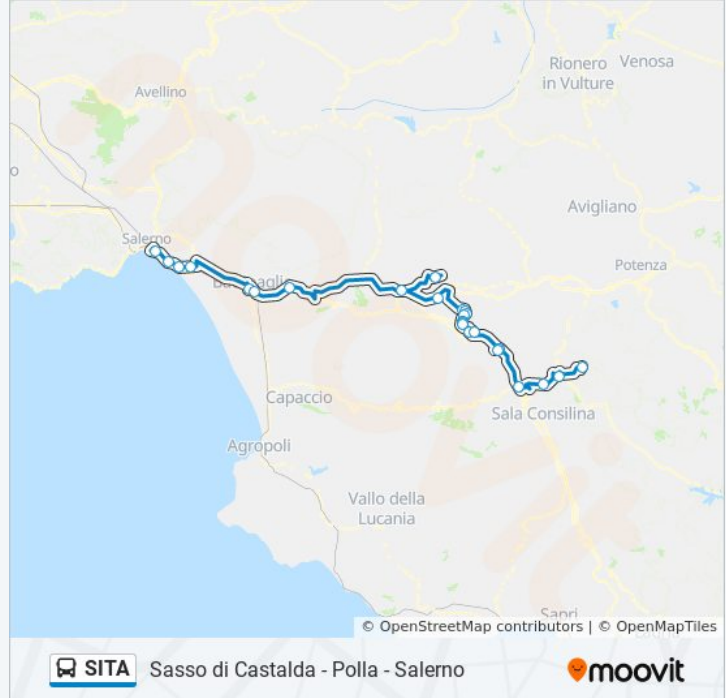 Rionero
in Vulture
Venosa
Avellino
Avigliano
Salerno
Potenza
Capaccio
Sala Consilina
Agropoli
Vallo della
Lucania
Sapri
© OpenStreetMap contributors | © OpenMapTiles
SITA Sasso di Castalda - Polla - Salerno
moovit